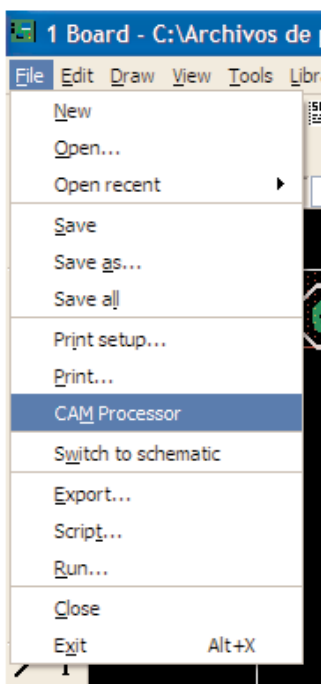 1 Board - C:\Archivos de
File Edit Draw View Tools Libr
New
Open...
Open recent
Save
Save as...
Save all
Print setup...
Print...
CAM Processor
Switch to schematic
Export...
Script...
Run...
Close
Exit Alt+X